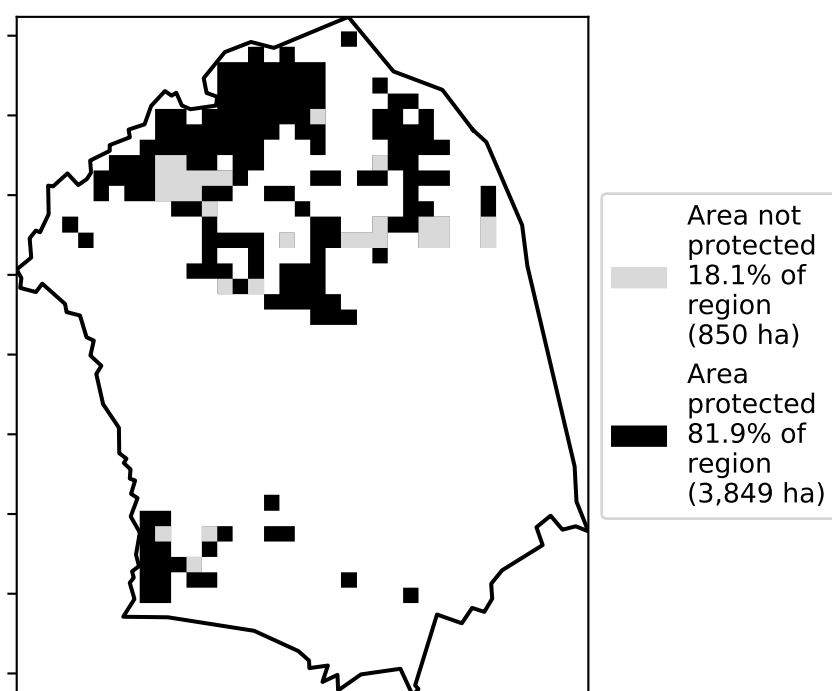 Area not
protected
18.1% of
region
(850 ha)
Area
protected
81.9% of
region
(3,849 ha)